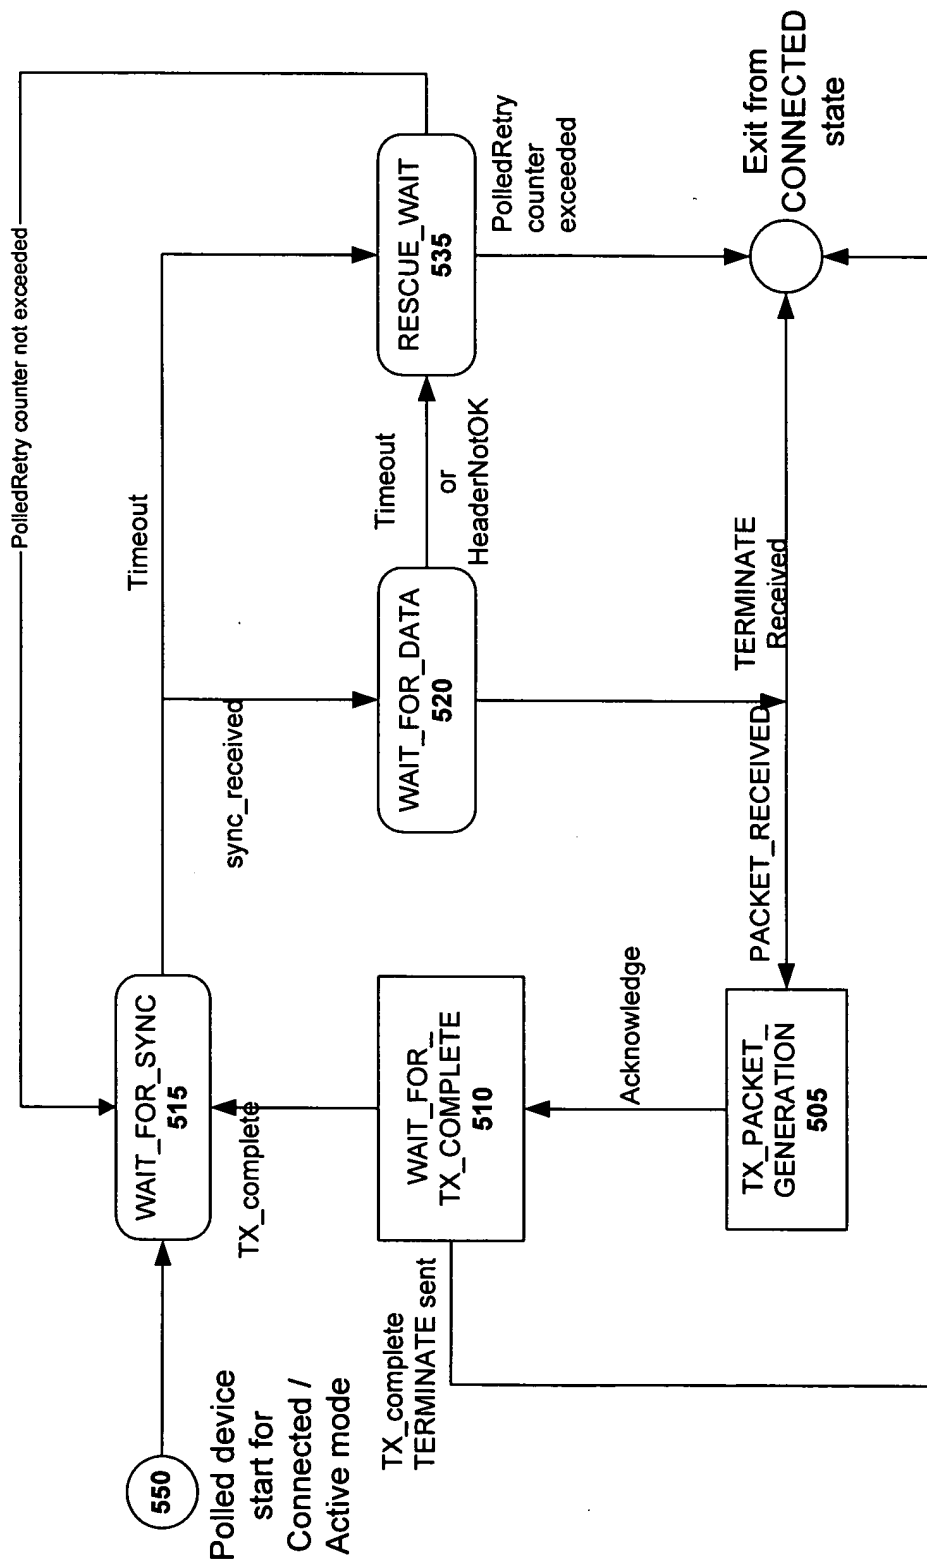 PolledRetry counter not exceeded
550
Polled device
start for
Connected /
Active mode
WAIT_FOR_SYNC
515
Timeout
sync_received
TX_complete
WAIT_FOR_
TX_COMPLETE
510
TX_complete
TERMINATE sent
WAIT_FOR_DATA
520
Timeout
or
HeaderNotOK
RESCUE_WAIT
535
PolledRetry
counter
exceeded
Acknowledge
TX_PACKET_
GENERATION
505
PACKET_RECEIVED
TERMINATE
Received
Exit from
CONNECTED
state